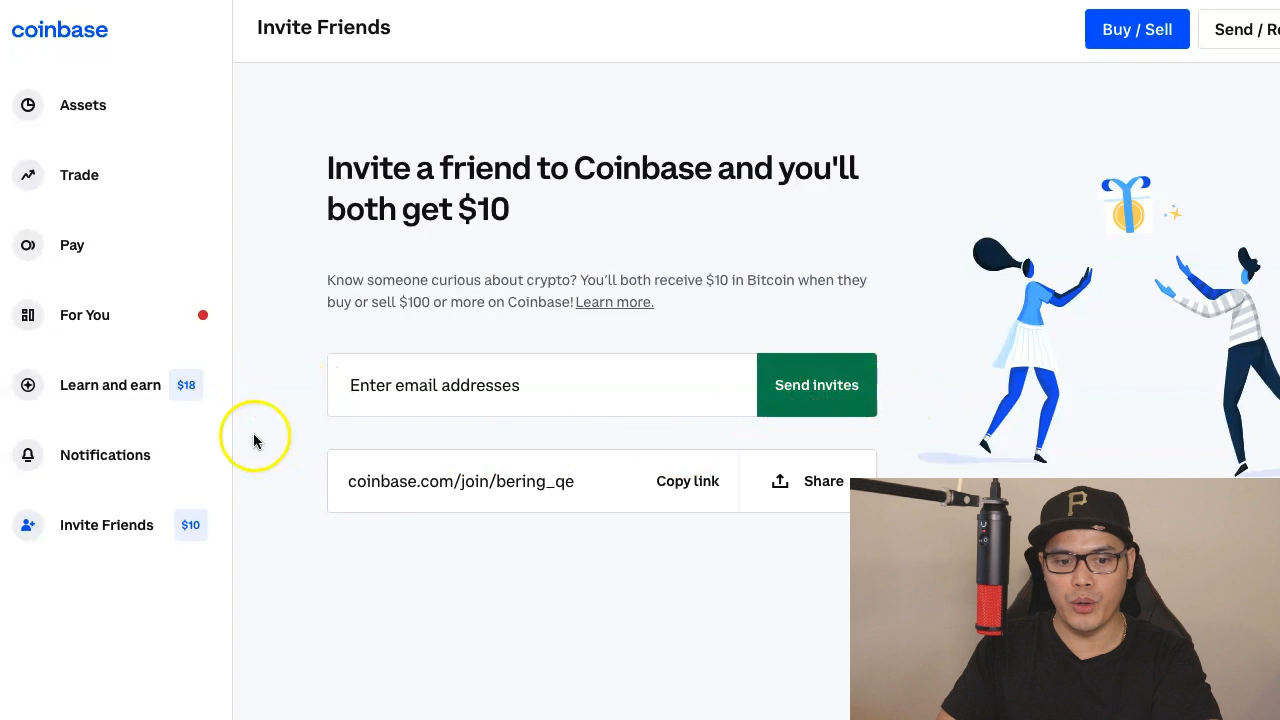 coinbase
Invite Friends
Buy / Sell
Send / Re
Assets
Trade
Pay
For You
Learn and earn $18
Notifications
Invite Friends $10
Invite a friend to Coinbase and you'll
both get $10
Know someone curious about crypto? You’ll both receive $10 in Bitcoin when they
buy or sell $100 or more on Coinbase! Learn more.
Enter email addresses
Send invites
coinbase.com/join/bering_qe
Copy link
Share
P